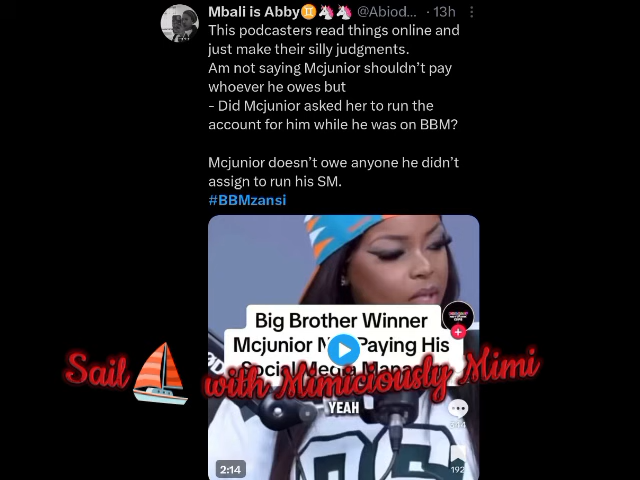 Mbali is Abby♊🦄🦄 @Abiod... · 13h
This podcasters read things online and
just make their silly judgments.
Am not saying Mcjunior shouldn't pay
whoever he owes but
- Did Mcjunior asked her to run the
account for him while he was on BBM?
Mcjunior doesn't owe anyone he didn't
assign to run his SM.
#BBMzansi
Big Brother Winner
Mcjunior Paying His
Social Media
Sail with Mimiciously Mimi
YEAH
2:14
192